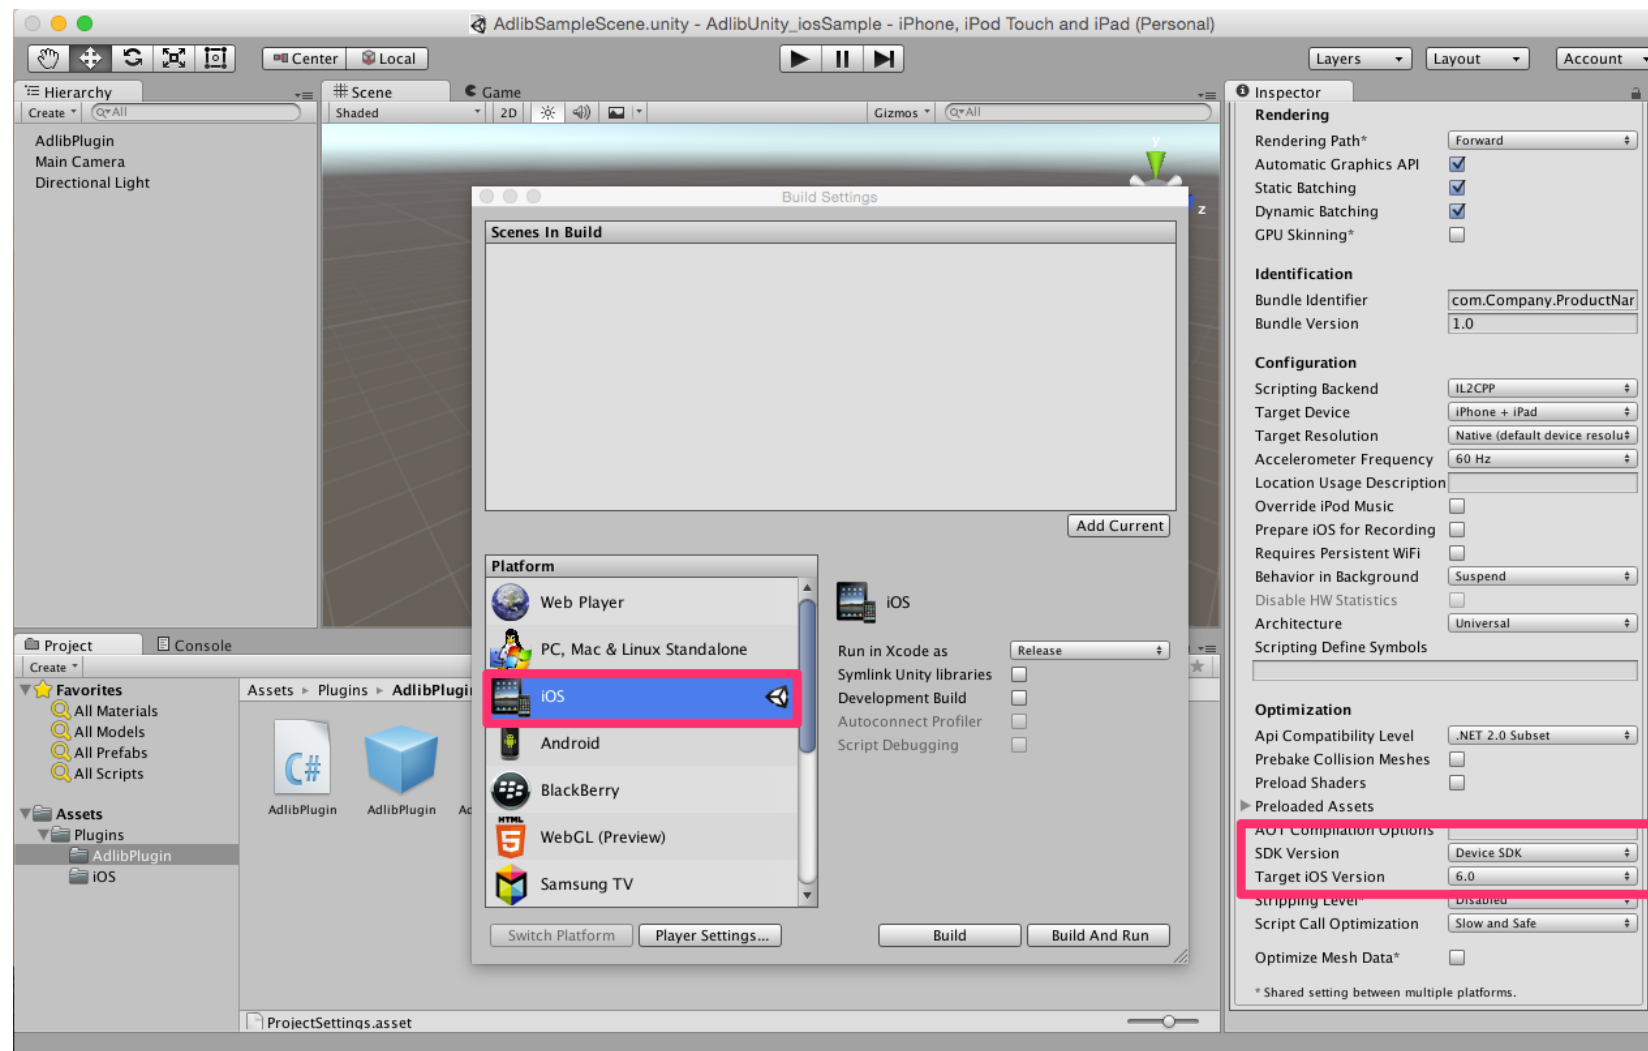 AdlibSampleScene.unity - AdlibUnity_iosSample - iPhone, iPod Touch and iPad (Personal)
Center
Local
Layers
Layout
Account
Hierarchy
Create
All
AdlibPlugin
Main Camera
Directional Light
Scene
Game
Shaded
2D
Gizmos
All
y
z
Build Settings
Scenes In Build
Add Current
Platform
Web Player
PC, Mac & Linux Standalone
iOS
Android
BlackBerry
HTML
5
WebGL (Preview)
Samsung TV
iOS
Run in Xcode as
Release
Symlink Unity libraries
Development Build
Autoconnect Profiler
Script Debugging
Switch Platform
Player Settings...
Build
Build And Run
Project
Console
Create
Favorites
All Materials
All Models
All Prefabs
All Scripts
Assets
Plugins
AdlibPlugin
iOS
Assets
Plugins
AdlibPlugi
C#
AdlibPlugin
AdlibPlugin
ProjectSettings.asset
Inspector
Rendering
Rendering Path*
Forward
Automatic Graphics API
Static Batching
Dynamic Batching
GPU Skinning*
Identification
Bundle Identifier
com.Company.ProductNar
Bundle Version
1.0
Configuration
Scripting Backend
IL2CPP
Target Device
iPhone + iPad
Target Resolution
Native (default device resolu
Accelerometer Frequency
60 Hz
Location Usage Description
Override iPod Music
Prepare iOS for Recording
Requires Persistent WiFi
Behavior in Background
Suspend
Disable HW Statistics
Architecture
Universal
Scripting Define Symbols
Optimization
Api Compatibility Level
.NET 2.0 Subset
Prebake Collision Meshes
Preload Shaders
Preloaded Assets
AOT Compilation Options
SDK Version
Device SDK
Target iOS Version
6.0
Stripping Level*
Disabled
Script Call Optimization
Slow and Safe
Optimize Mesh Data*
* Shared setting between multiple platforms.